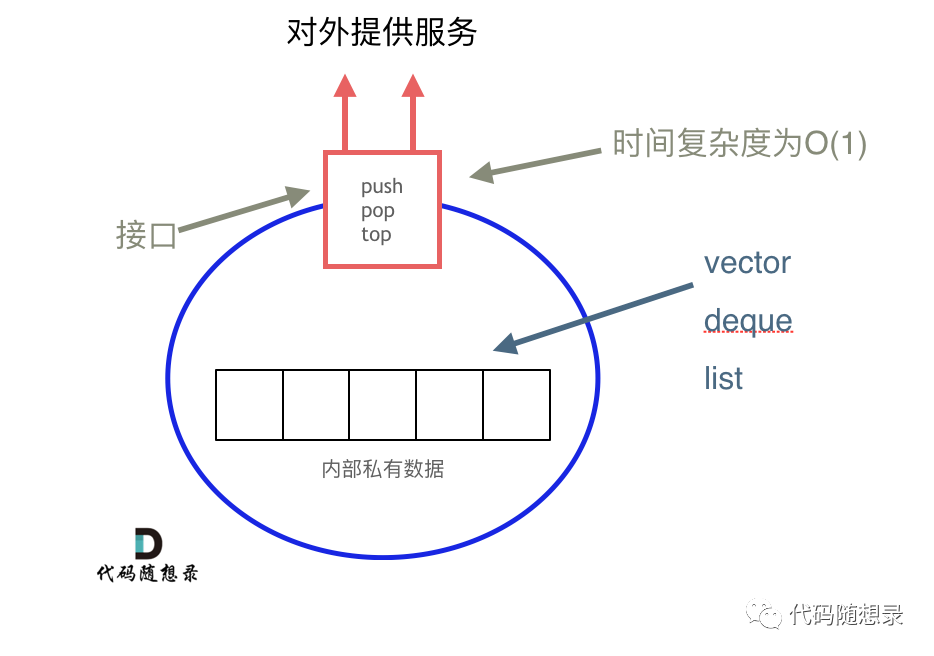 对外提供服务
时间复杂度为O(1)
push
pop
top
接口
vector
deque
list
内部私有数据
D
代码随想录
代码随想录